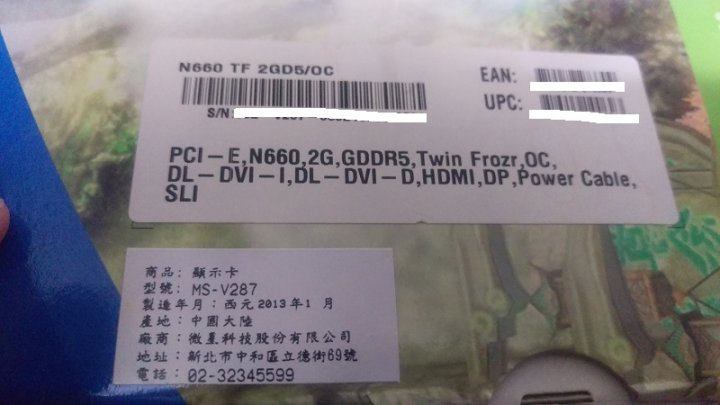 N660 TF 2GD5/OC
EAN:
UPC:
S/N
PCI-E,N660,2G,GDDR5,Twin Frozr,OC,
DL-DVI-I,DL-DVI-D,HDMI,DP,Power Cable,
SLI
商品: 顯示卡
型號: MS-V287
製造年月:西元2013年1 月
產地:中國大陸
廠商:微星科技股份有限公司
地址:新北市中和區立德街69號
電話:02-32345599